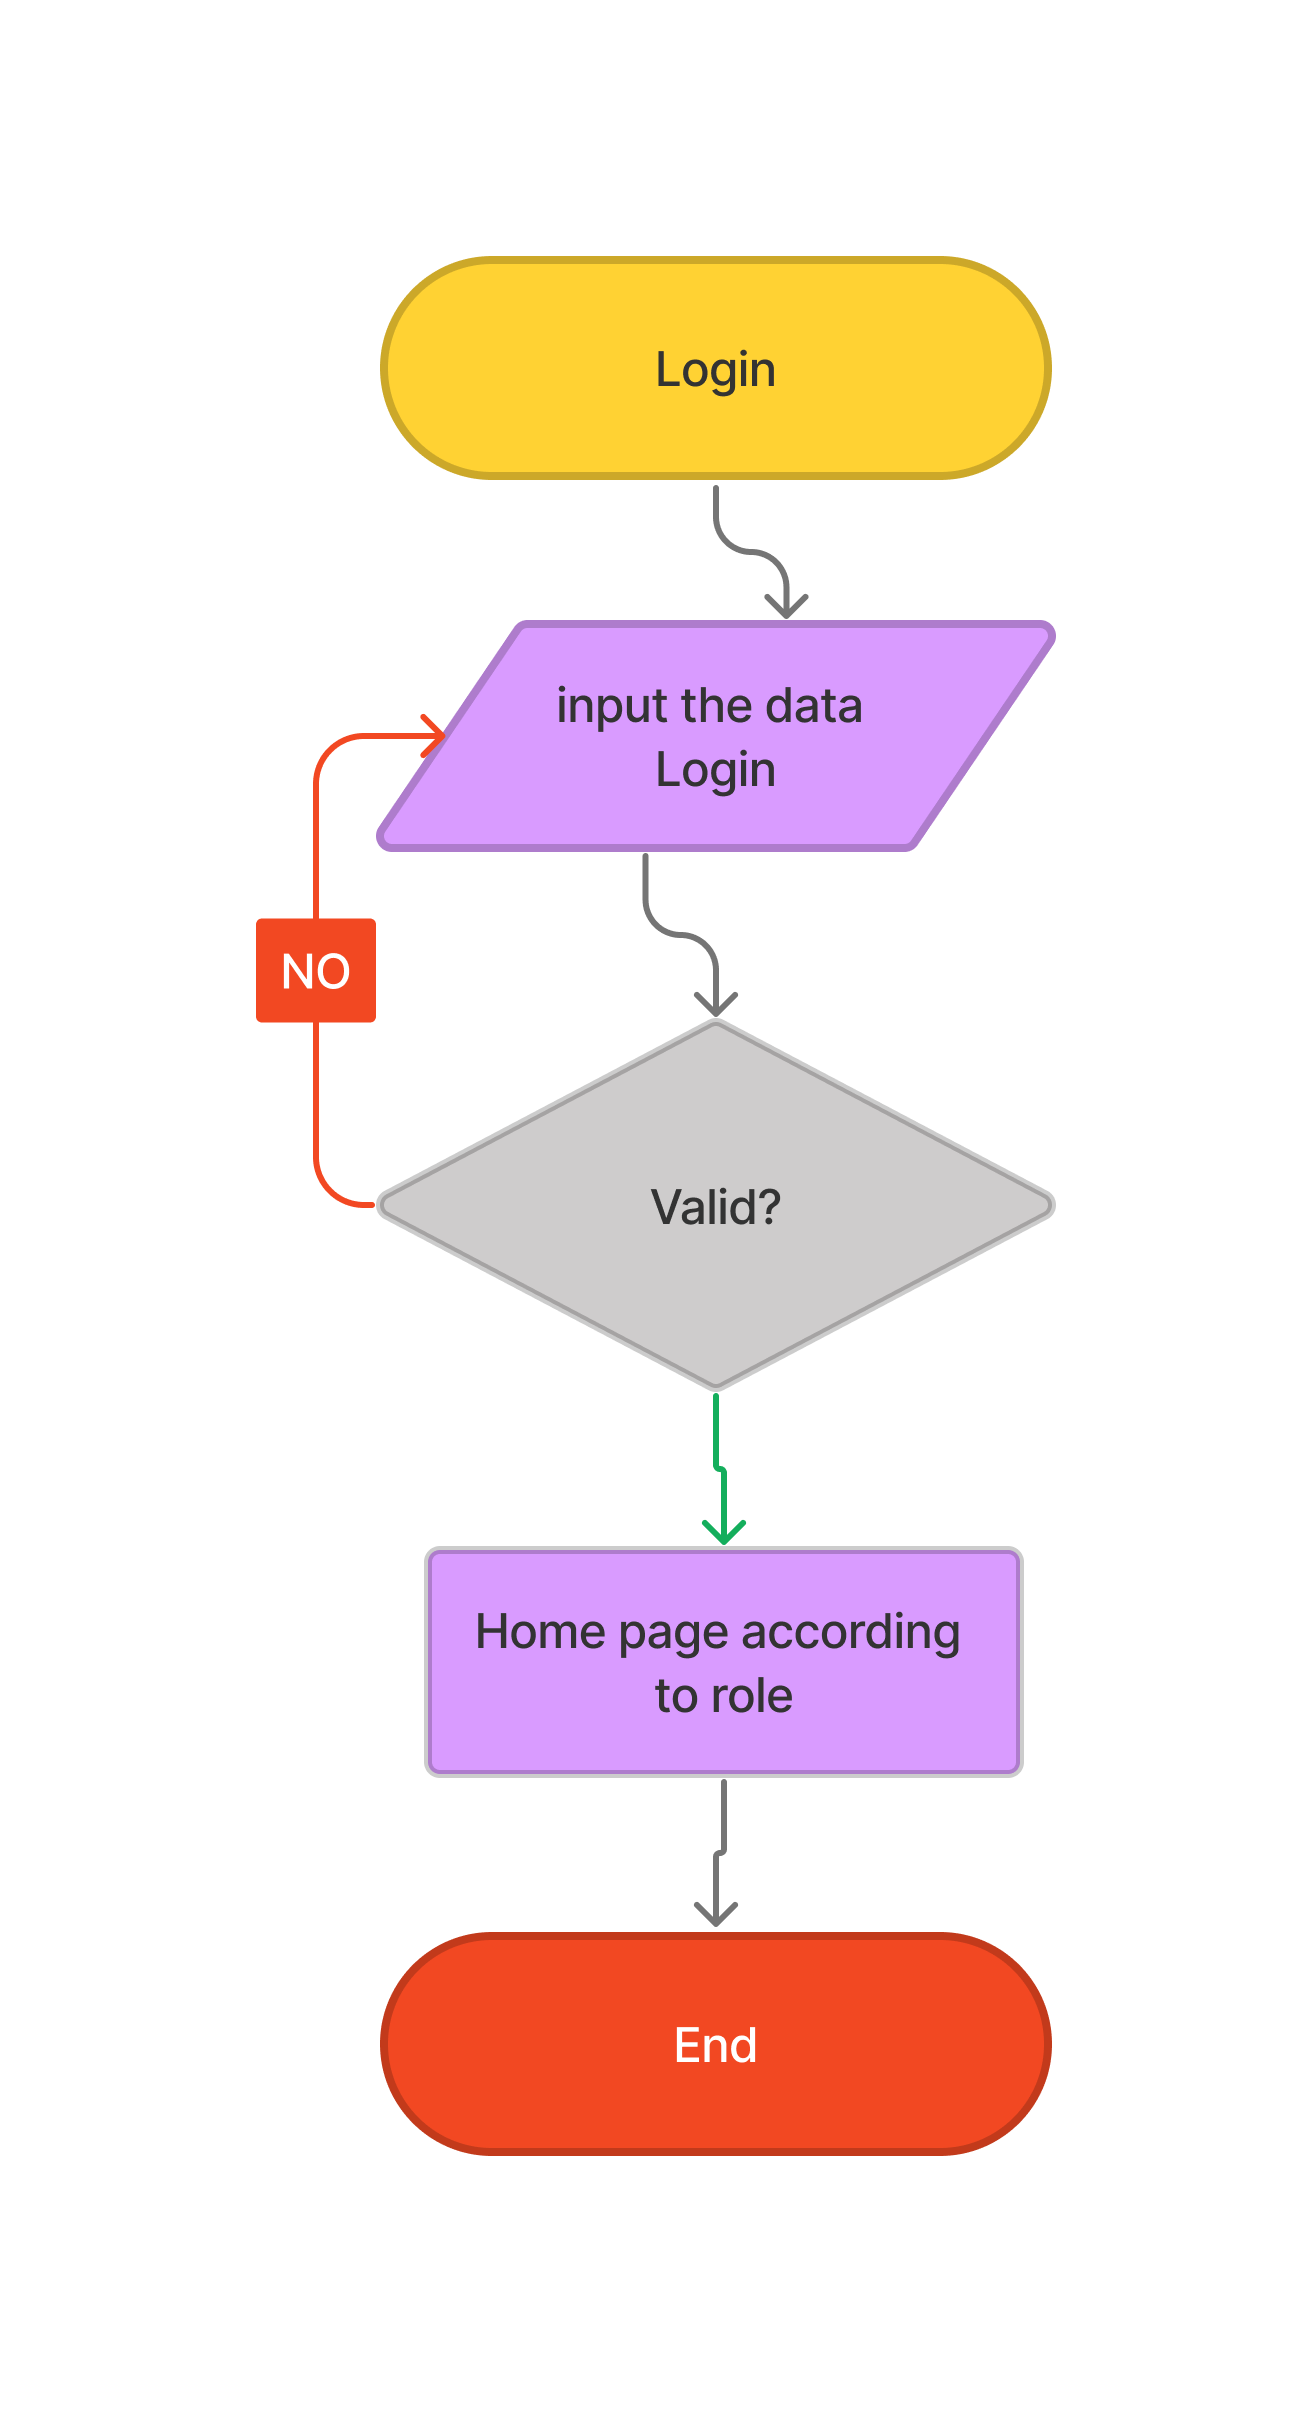 Login
input the data
Login
NO
Valid?
Home page according
to role
End